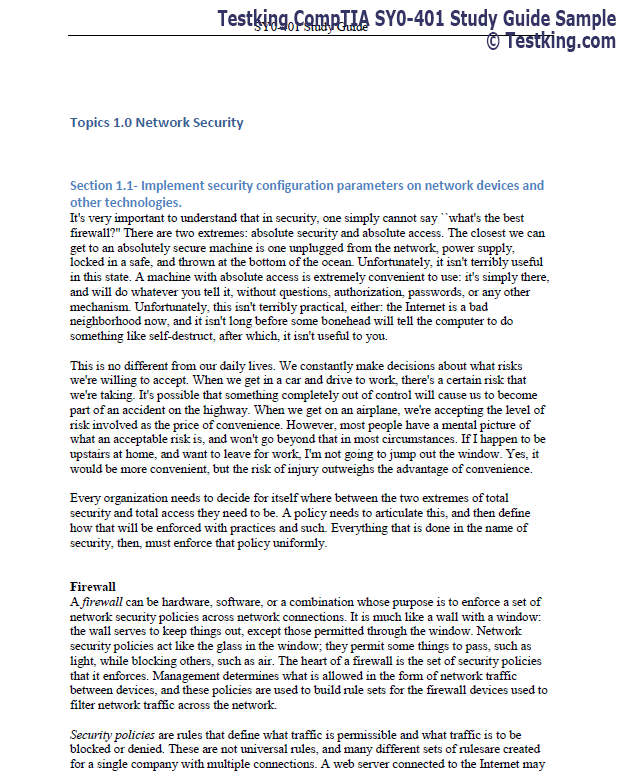 Testking CompTIA SY0-401 Study Guide Sample
SY0-401 Study Guide
© Testking.com
Topics 1.0 Network Security
Section 1.1- Implement security configuration parameters on network devices and
other technologies.
It's very important to understand that in security, one simply cannot say ``what's the best
firewall?'' There are two extremes: absolute security and absolute access. The closest we can
get to an absolutely secure machine is one unplugged from the network, power supply,
locked in a safe, and thrown at the bottom of the ocean. Unfortunately, it isn't terribly useful
in this state. A machine with absolute access is extremely convenient to use: it's simply there,
and will do whatever you tell it, without questions, authorization, passwords, or any other
mechanism. Unfortunately, this isn't terribly practical, either: the Internet is a bad
neighborhood now, and it isn't long before some bonehead will tell the computer to do
something like self-destruct, after which, it isn't useful to you.
This is no different from our daily lives. We constantly make decisions about what risks
we're willing to accept. When we get in a car and drive to work, there's a certain risk that
we're taking. It's possible that something completely out of control will cause us to become
part of an accident on the highway. When we get on an airplane, we're accepting the level of
risk involved as the price of convenience. However, most people have a mental picture of
what an acceptable risk is, and won't go beyond that in most circumstances. If I happen to be
upstairs at home, and want to leave for work, I'm not going to jump out the window. Yes, it
would be more convenient, but the risk of injury outweighs the advantage of convenience.
Every organization needs to decide for itself where between the two extremes of total
security and total access they need to be. A policy needs to articulate this, and then define
how that will be enforced with practices and such. Everything that is done in the name of
security, then, must enforce that policy uniformly.
Firewall
A firewall can be hardware, software, or a combination whose purpose is to enforce a set of
network security policies across network connections. It is much like a wall with a window:
the wall serves to keep things out, except those permitted through the window. Network
security policies act like the glass in the window; they permit some things to pass, such as
light, while blocking others, such as air. The heart of a firewall is the set of security policies
that it enforces. Management determines what is allowed in the form of network traffic
between devices, and these policies are used to build rule sets for the firewall devices used to
filter network traffic across the network.
Security policies are rules that define what traffic is permissible and what traffic is to be
blocked or denied. These are not universal rules, and many different sets of rulesare created
for a single company with multiple connections. A web server connected to the Internet may